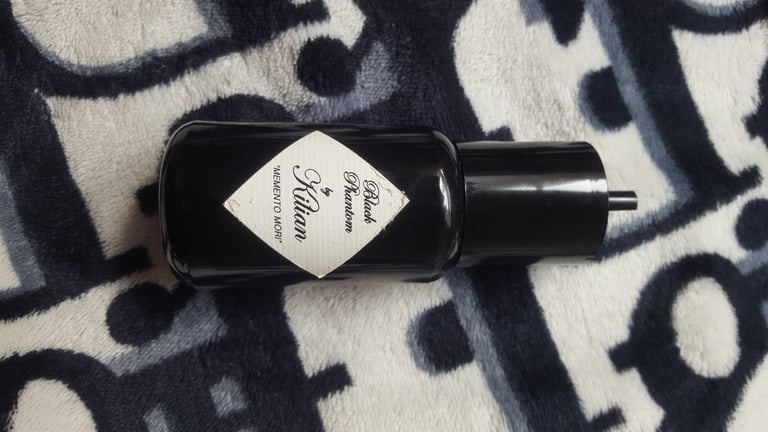 Black
Phantom
by
Kilian
"MEMENTO MORI"